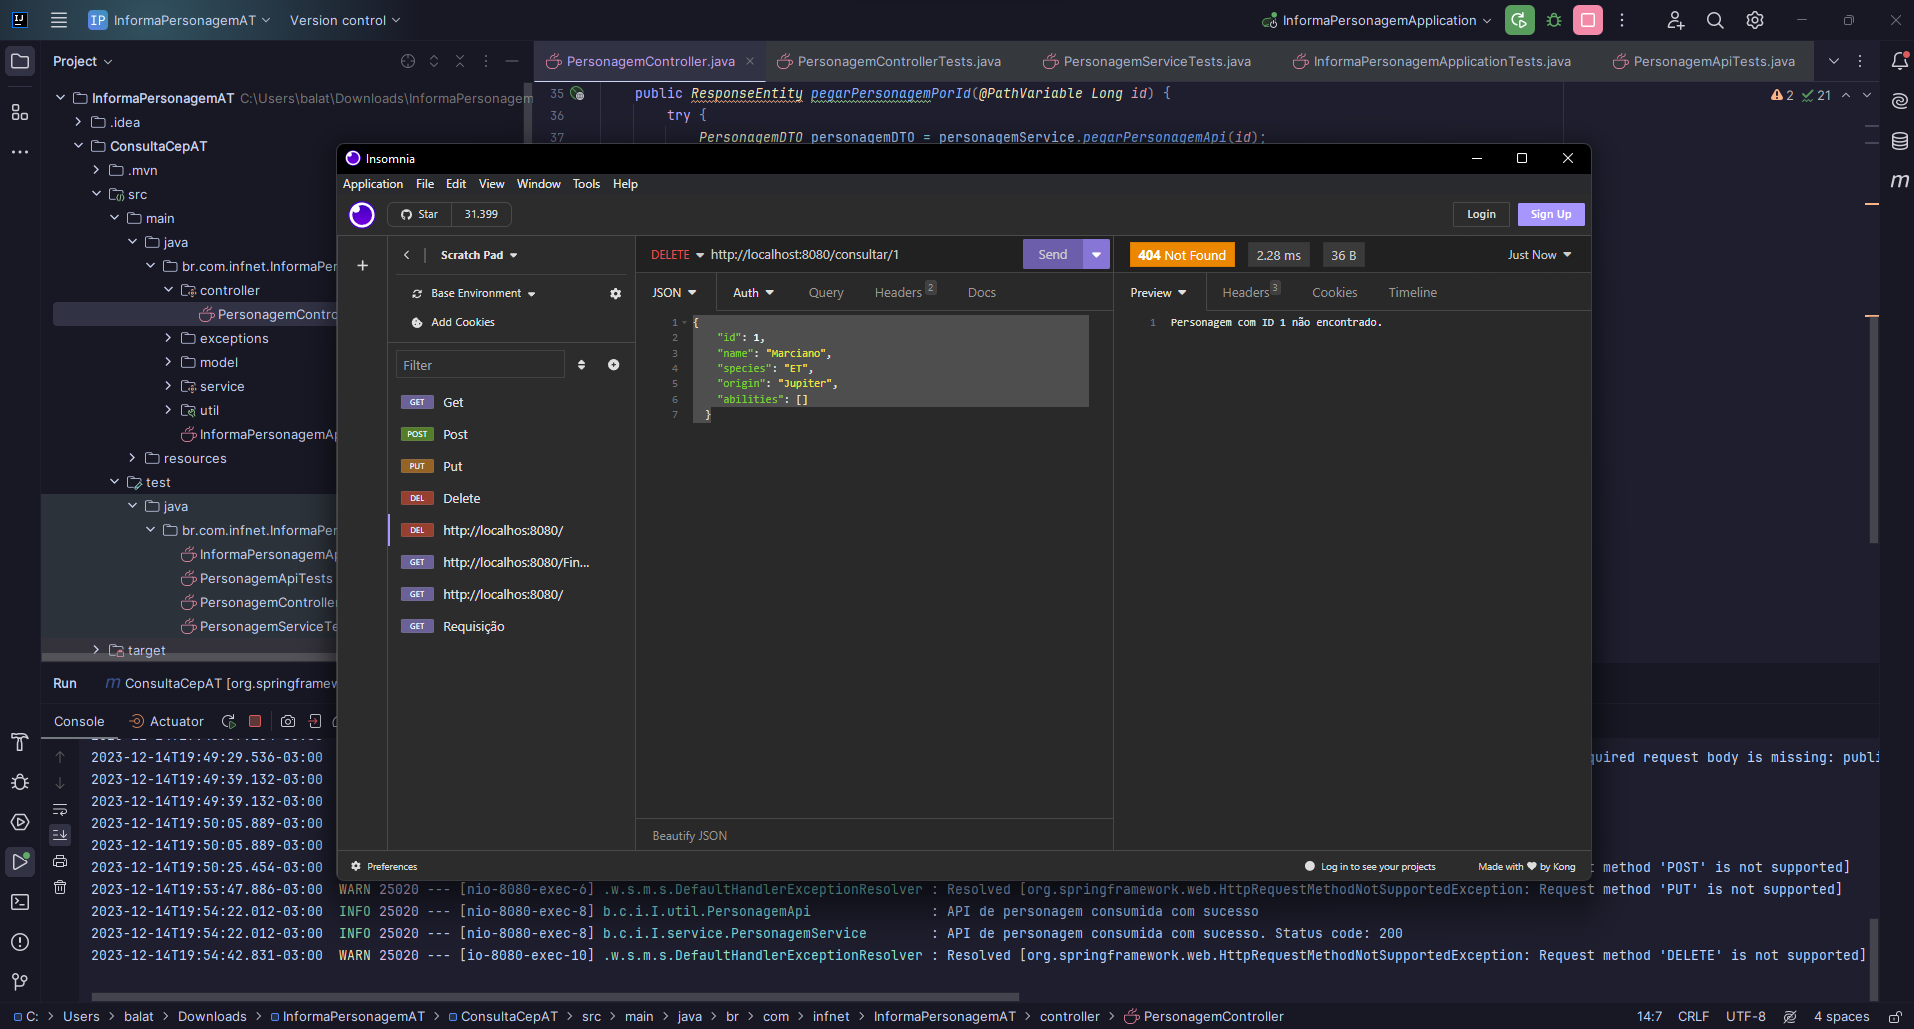 InformaPersonagemAT
Version control
InformaPersonagemApplication
Project
PersonagemController.java
PersonagemControllerTests.java
PersonagemServiceTests.java
InformaPersonagemApplicationTests.java
PersonagemApiTests.java
InformaPersonagemAT C:\Users\balat\Downloads\InformaPersonagem
.idea
ConsultaCepAT
.mvn
src
main
java
br.com.infnet.InformaPer
controller
PersonagemContro
exceptions
model
service
util
InformaPersonagemAp
resources
test
java
br.com.infnet.InformaPer
InformaPersonagemAp
PersonagemApiTests
PersonagemController
PersonagemServiceTe
target
35 public ResponseEntity pegarPersonagemPorId(@PathVariable Long id) {
36 try {
37 PersonagemDTO personagemDTO = personagemService.pegarPersonagemApi(id);
2 21
Insomnia
Application File Edit View Window Tools Help
Star 31.399
Login
Sign Up
Scratch Pad
Base Environment
Add Cookies
Filter
GET Get
POST Post
PUT Put
DEL Delete
DEL http://localhos:8080/
GET http://localhos:8080/Fin...
GET http://localhos:8080/
GET Requisição
DELETE http://localhost:8080/consultar/1
Send
JSON Auth Query Headers 2 Docs
1 {
2 "id": 1,
3 "name": "Marciano",
4 "species": "ET",
5 "origin": "Jupiter",
6 "abilities": []
7 }
Beautify JSON
404 Not Found 2.28 ms 36 B Just Now
Preview Headers 3 Cookies Timeline
1 Personagem com ID 1 não encontrado.
Preferences
Log in to see your projects
Made with by Kong
Run
ConsultaCepAT [org.springframew
Console Actuator
2023-12-14T19:49:29.536-03:00 quired request body is missing: publi
2023-12-14T19:49:39.132-03:00
2023-12-14T19:49:39.132-03:00
2023-12-14T19:50:05.889-03:00
2023-12-14T19:50:05.889-03:00
2023-12-14T19:50:25.454-03:00 t method 'POST' is not supported]
2023-12-14T19:53:47.886-03:00 WARN 25020 --- [nio-8080-exec-6] .w.s.m.s.DefaultHandlerExceptionResolver : Resolved [org.springframework.web.HttpRequestMethodNotSupportedException: Request method 'PUT' is not supported]
2023-12-14T19:54:22.012-03:00 INFO 25020 --- [nio-8080-exec-8] b.c.i.I.util.PersonagemApi : API de personagem consumida com sucesso
2023-12-14T19:54:22.012-03:00 INFO 25020 --- [nio-8080-exec-8] b.c.i.I.service.PersonagemService : API de personagem consumida com sucesso. Status code: 200
2023-12-14T19:54:42.831-03:00 WARN 25020 --- [io-8080-exec-10] .w.s.m.s.DefaultHandlerExceptionResolver : Resolved [org.springframework.web.HttpRequestMethodNotSupportedException: Request method 'DELETE' is not supported]
C: > Users > balat > Downloads > InformaPersonagemAT > ConsultaCepAT > src > main > java > br > com > infnet > InformaPersonagemAT > controller > PersonagemController
14:7 CRLF UTF-8 4 spaces